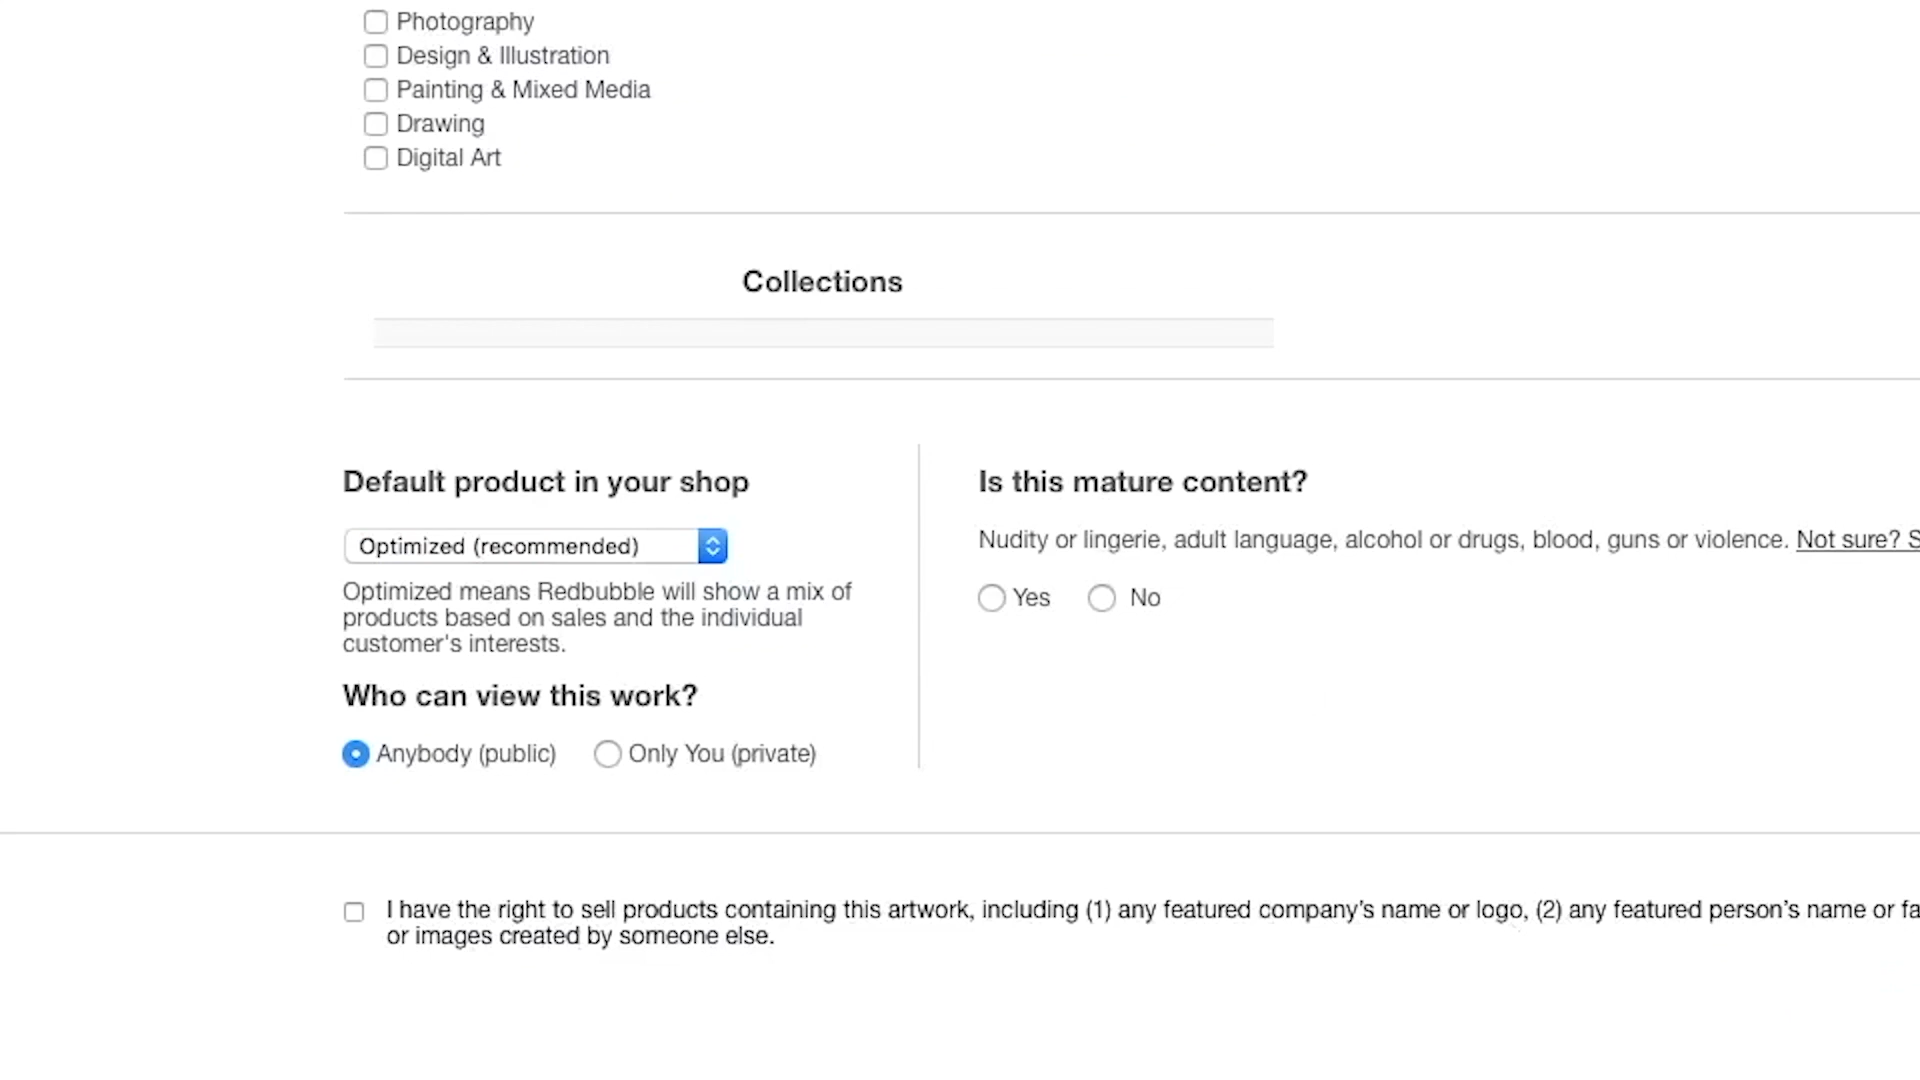 Photography
Design & Illustration
Painting & Mixed Media
Drawing
Digital Art
Collections
Default product in your shop
Optimized (recommended)
Optimized means Redbubble will show a mix of
products based on sales and the individual
customer's interests.
Who can view this work?
Anybody (public) Only You (private)
Is this mature content?
Nudity or lingerie, adult language, alcohol or drugs, blood, guns or violence. Not sure? S
Yes No
I have the right to sell products containing this artwork, including (1) any featured company’s name or logo, (2) any featured person’s name or fa
or images created by someone else.